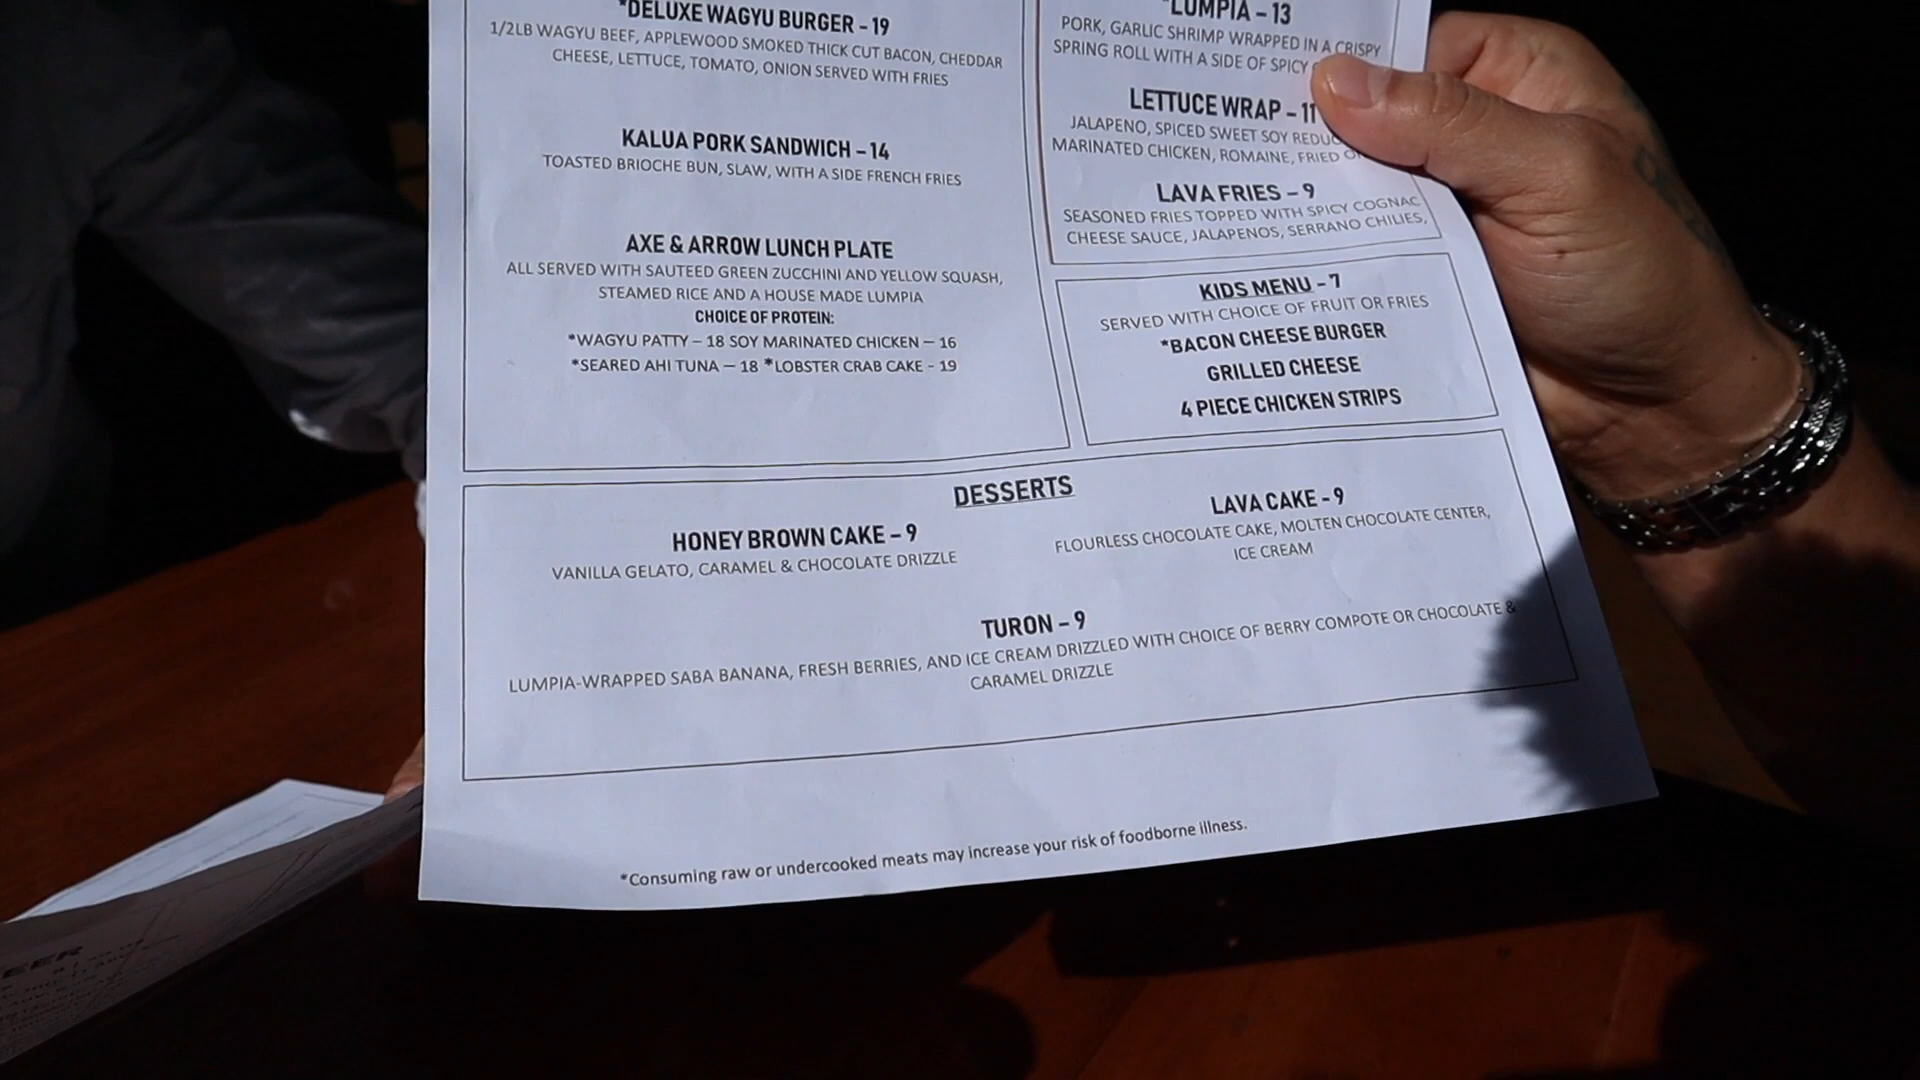 *DELUXE WAGYU BURGER – 19
1/2LB WAGYU BEEF, APPLEWOOD SMOKED THICK CUT BACON, CHEDDAR
CHEESE, LETTUCE, TOMATO, ONION SERVED WITH FRIES
KALUA PORK SANDWICH – 14
TOASTED BRIOCHE BUN, SLAW, WITH A SIDE FRENCH FRIES
AXE & ARROW LUNCH PLATE
ALL SERVED WITH SAUTEED GREEN ZUCCHINI AND YELLOW SQUASH,
STEAMED RICE AND A HOUSE MADE LUMPIA
CHOICE OF PROTEIN:
*WAGYU PATTY – 18 SOY MARINATED CHICKEN – 16
*SEARED AHI TUNA – 18 *LOBSTER CRAB CAKE - 19
*LUMPIA – 13
PORK, GARLIC SHRIMP WRAPPED IN A CRISPY
SPRING ROLL WITH A SIDE OF SPICY
LETTUCE WRAP – 11
JALAPENO, SPICED SWEET SOY
MARINATED CHICKEN, ROMAINE, FRIED
LAVA FRIES – 9
SEASONED FRIES TOPPED WITH SPICY COGNAC
CHEESE SAUCE, JALAPENOS, SERRANO CHILIES,
KIDS MENU – 7
SERVED WITH CHOICE OF FRUIT OR FRIES
*BACON CHEESE BURGER
GRILLED CHEESE
4 PIECE CHICKEN STRIPS
DESSERTS
HONEY BROWN CAKE – 9
VANILLA GELATO, CARAMEL & CHOCOLATE DRIZZLE
LAVA CAKE - 9
FLOURLESS CHOCOLATE CAKE, MOLTEN CHOCOLATE CENTER,
ICE CREAM
TURON – 9
LUMPIA-WRAPPED SABA BANANA, FRESH BERRIES, AND ICE CREAM DRIZZLED WITH CHOICE OF BERRY COMPOTE OR CHOCOLATE &
CARAMEL DRIZZLE
*Consuming raw or undercooked meats may increase your risk of foodborne illness.